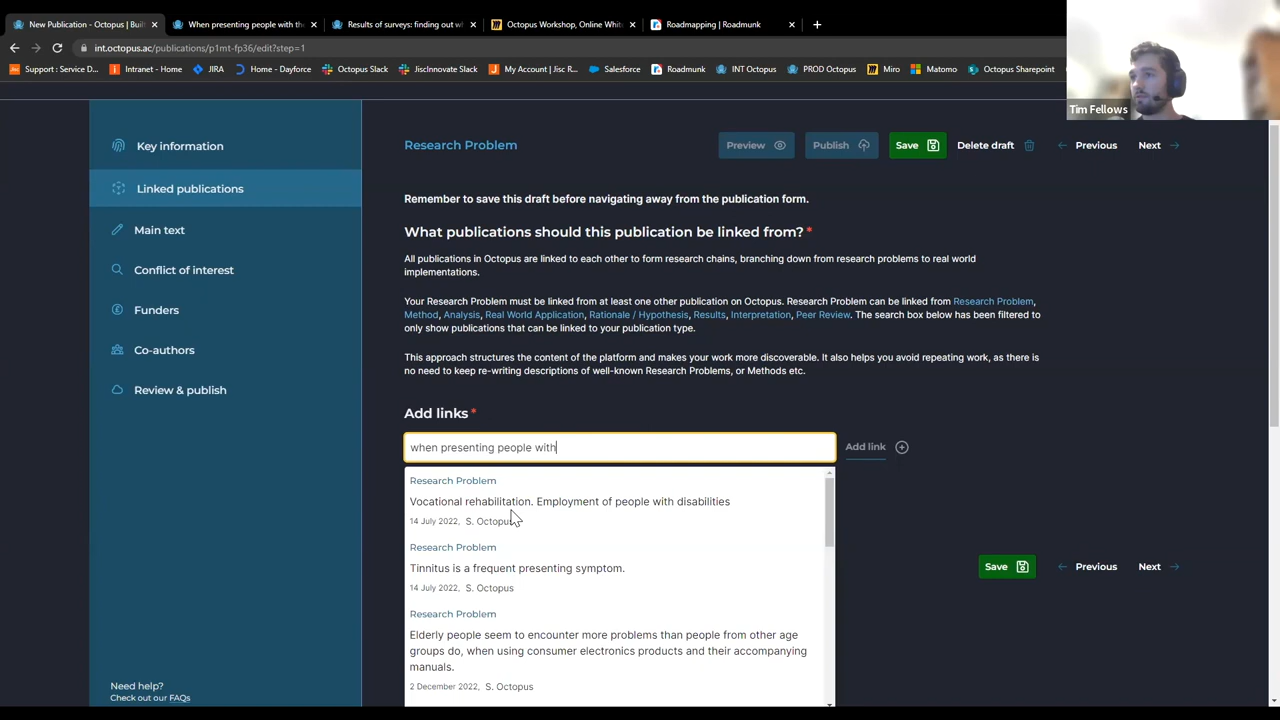 New Publication - Octopus | Buil
When presenting people with the
Results of surveys: finding out w
Octopus Workshop, Online Whit
Roadmapping | Roadmunk
int.octopus.ac/publications/p1mt-fp36/edit?step=1
Support : Service D...
Intranet - Home
JIRA
Home - Dayforce
Octopus Slack
JiscInnovate Slack
My Account | Jisc R...
Salesforce
Roadmunk
INT Octopus
PROD Octopus
Miro
Matomo
Octopus Sharepoint
Tim Fellows
Key information
Linked publications
Main text
Conflict of interest
Funders
Co-authors
Review & publish
Need help?
Check out our FAQs
Research Problem
Preview
Publish
Save
Delete draft
Previous
Next
Remember to save this draft before navigating away from the publication form.
What publications should this publication be linked from? *
All publications in Octopus are linked to each other to form research chains, branching down from research problems to real world
implementations.
Your Research Problem must be linked from at least one other publication on Octopus. Research Problem can be linked from Research Problem,
Method, Analysis, Real World Application, Rationale / Hypothesis, Results, Interpretation, Peer Review. The search box below has been filtered to
only show publications that can be linked to your publication type.
This approach structures the content of the platform and makes your work more discoverable. It also helps you avoid repeating work, as there is
no need to keep re-writing descriptions of well-known Research Problems, or Methods etc.
Add links *
when presenting people with
Add link
Research Problem
Vocational rehabilitation. Employment of people with disabilities
14 July 2022, S. Octopus
Research Problem
Tinnitus is a frequent presenting symptom.
14 July 2022, S. Octopus
Research Problem
Elderly people seem to encounter more problems than people from other age
groups do, when using consumer electronics products and their accompanying
manuals.
2 December 2022, S. Octopus
Save
Previous
Next